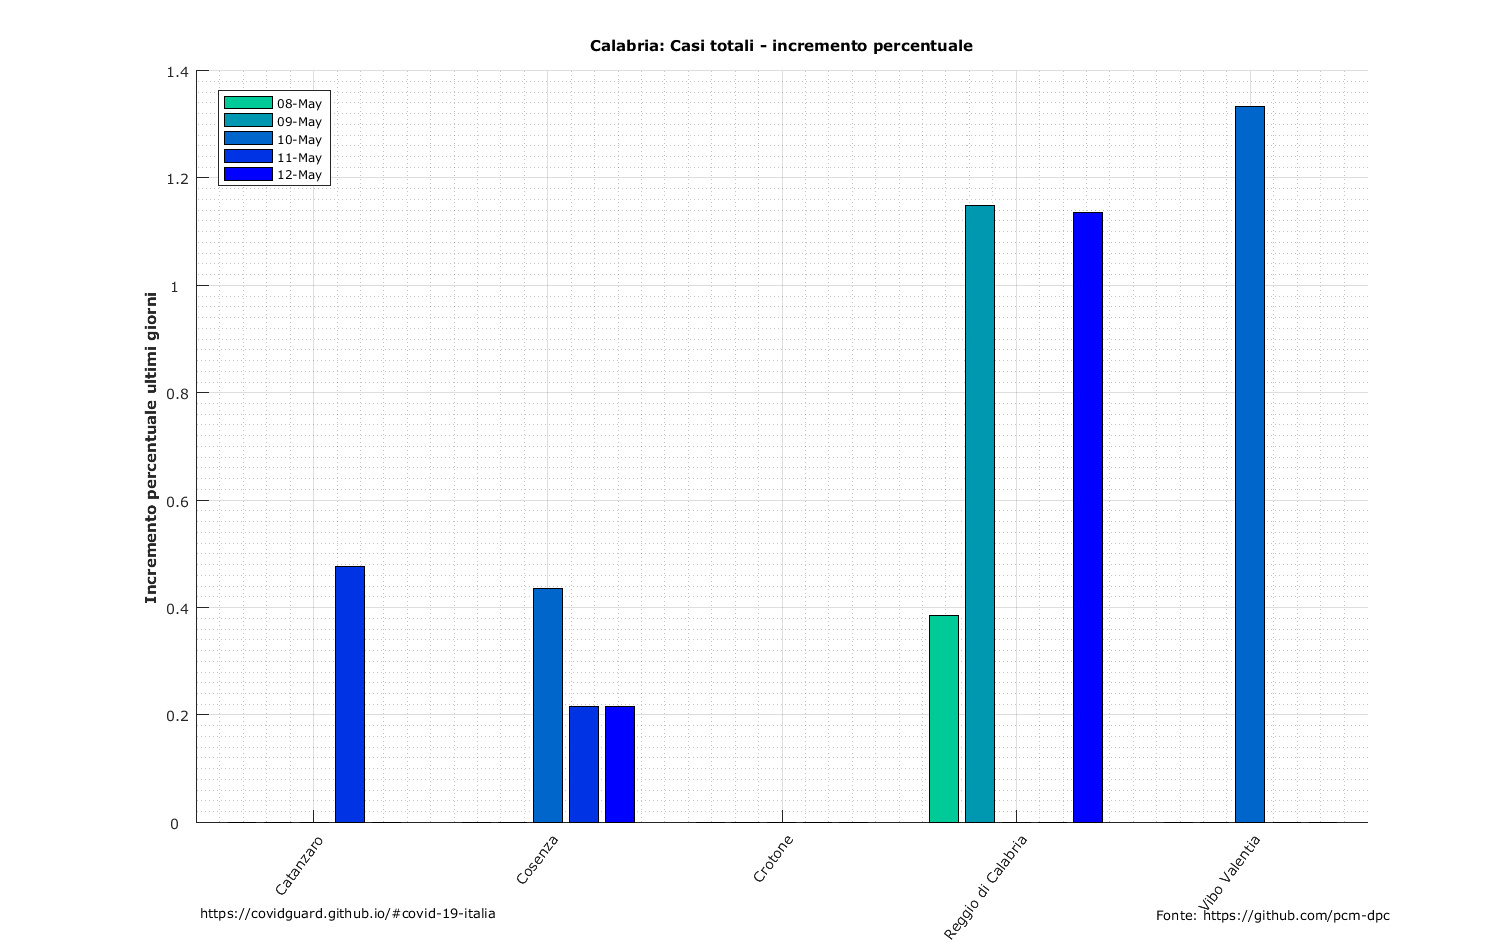 Calabria: Casi totali - incremento percentuale
1.4
1.2
1
0.8
0.6
0.4
0.2
0
Incremento percentuale ultimi giorni
08-May
09-May
10-May
11-May
12-May
Catanzaro
Cosenza
Crotone
Reggio di Calabria
Vibo Valentia
https://covidguard.github.io/#covid-19-italia
Fonte: https://github.com/pcm-dpc